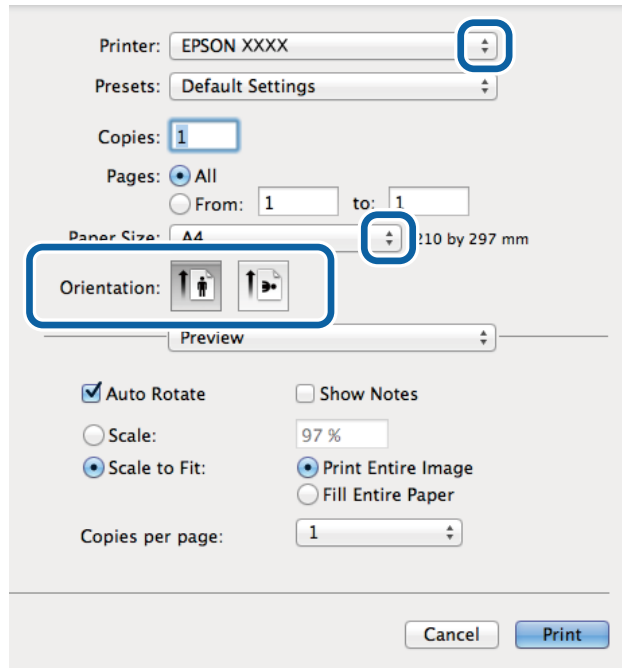 Printer: EPSON XXXX
Presets: Default Settings
Copies: 1
Pages: All
From: 1 to: 1
Paper Size: A4 210 by 297 mm
Orientation:
Preview
Auto Rotate Show Notes
Scale: 97 %
Scale to Fit: Print Entire Image
Fill Entire Paper
Copies per page: 1
Cancel Print